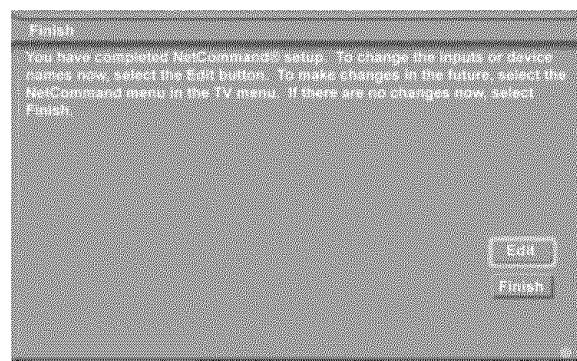 Finish
You have completed NetCommand® setup. To change the inputs or device
names now, select the Edit button. To make changes in the future, select the
NetCommand menu in the TV menu. If there are no changes now, select
Finish.
Edit
Finish